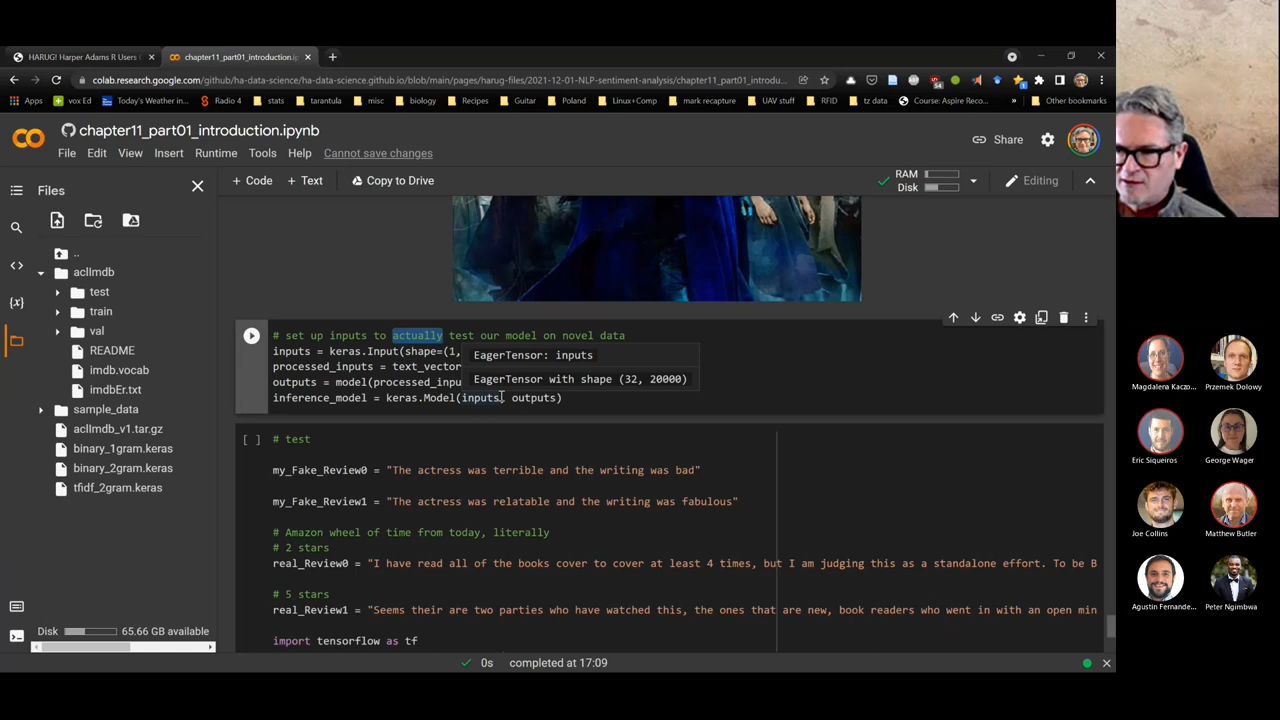 HARUG! Harper Adams R Users
chapter11_part01_introduction.ip
colab.research.google.com/github/ha-data-science/ha-data-science.github.io/blob/main/pages/harug-files/2021-12-01-NLP-sentiment-analysis/chapter11_part01_introdu...
Apps vox Ed Today's Weather in... Radio 4 stats tarantula misc biology Recipes Guitar Poland Linux+Comp mark recapture UAV stuff RFID tz data Course: Aspire Reco... » Other bookmarks
CO chapter11_part01_introduction.ipynb
Share
File Edit View Insert Runtime Tools Help Cannot save changes
Files
+ Code + Text Copy to Drive
RAM
Disk
Editing
..
aclImdb
test
train
val
README
imdb.vocab
imdbEr.txt
sample_data
aclImdb_v1.tar.gz
binary_1gram.keras
binary_2gram.keras
tfidf_2gram.keras
Disk 65.66 GB available
# set up inputs to actually test our model on novel data
inputs = keras.Input(shape=(1,
processed_inputs = text_vector
outputs = model(processed_inpu
inference_model = keras.Model(inputs, outputs)
EagerTensor: inputs
EagerTensor with shape (32, 20000)
[ ] # test
my_Fake_Review0 = "The actress was terrible and the writing was bad"
my_Fake_Review1 = "The actress was relatable and the writing was fabulous"
# Amazon wheel of time from today, literally
# 2 stars
real_Review0 = "I have read all of the books cover to cover at least 4 times, but I am judging this as a standalone effort. To be B
# 5 stars
real_Review1 = "Seems their are two parties who have watched this, the ones that are new, book readers who went in with an open min
import tensorflow as tf
0s completed at 17:09
Magdalena Kaczo...
Przemek Dolowy
Eric Siqueiros
George Wager
Joe Collins
Matthew Butler
Agustin Fernande...
Peter Ngimbwa